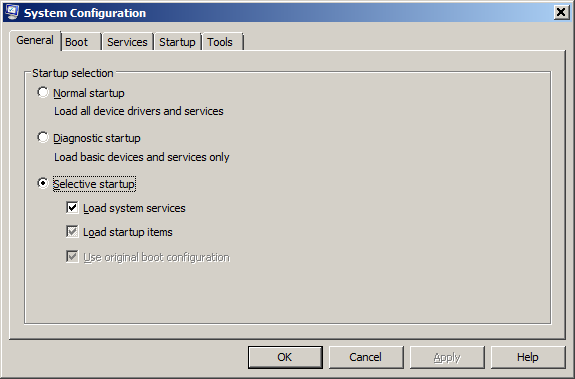 System Configuration
General Boot Services Startup Tools
Startup selection
Normal startup
Load all device drivers and services
Diagnostic startup
Load basic devices and services only
Selective startup
Load system services
Load startup items
Use original boot configuration
OK Cancel Apply Help